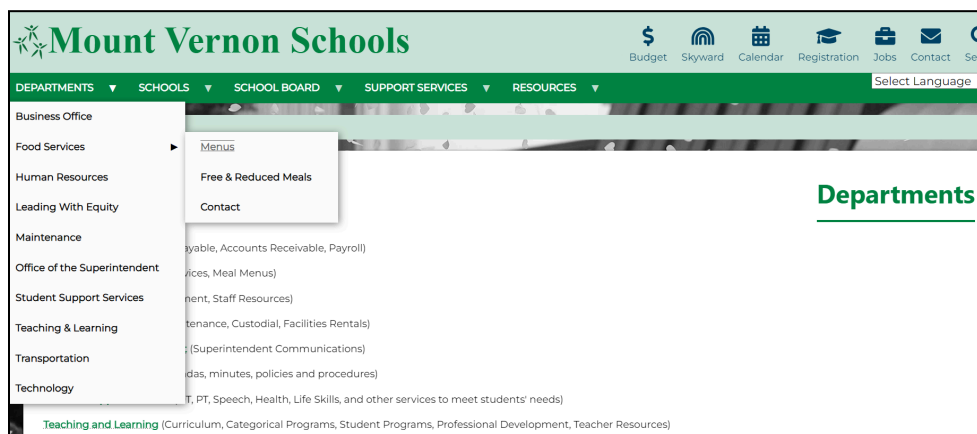 Mount Vernon Schools
Budget Skyward Calendar Registration Jobs Contact
DEPARTMENTS ▼ SCHOOLS ▼ SCHOOL BOARD ▼ SUPPORT SERVICES ▼ RESOURCES ▼ Select Language
Business Office
Food Services ▶ Menus
Human Resources Free & Reduced Meals
Leading With Equity Contact
Departments
Maintenance
ayable, Accounts Receivable, Payroll)
Office of the Superintendent
vices, Meal Menus)
Student Support Services
ment, Staff Resources)
Teaching & Learning
tenance, Custodial, Facilities Rentals)
(Superintendent Communications)
Transportation
das, minutes, policies and procedures)
Technology
T, PT, Speech, Health, Life Skills, and other services to meet students' needs)
Teaching and Learning (Curriculum, Categorical Programs, Student Programs, Professional Development, Teacher Resources)